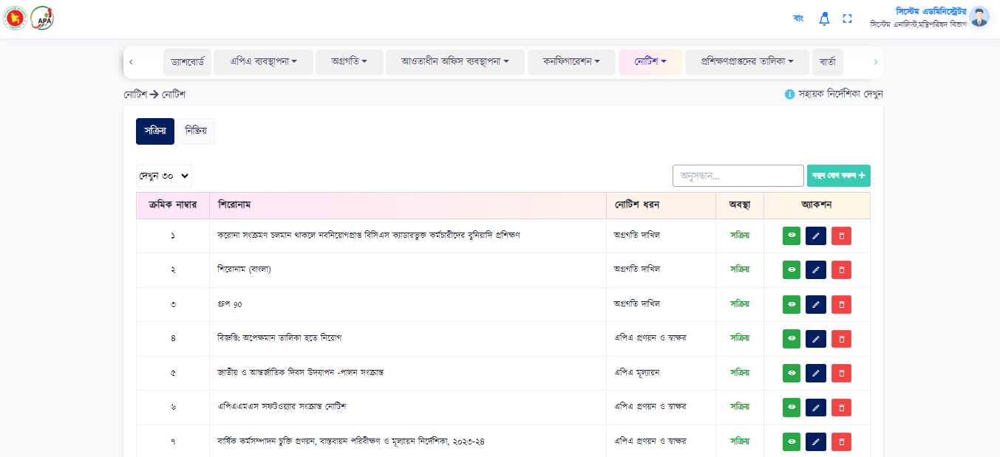 APA
বাং
সিস্টেম এডমিনিস্ট্রেটর
সিস্টেম এনালিস্ট,মন্ত্রিপরিষদ বিভাগ
ড্যাশবোর্ড এপিএ ব্যবস্থাপনা অগ্রগতি আওতাধীন অফিস ব্যবস্থাপনা কনফিগারেশন নোটিশ প্রশিক্ষণপ্রাপ্তদের তালিকা বার্তা
নোটিশ → নোটিশ
সহায়ক নির্দেশিকা দেখুন
সক্রিয় নিষ্ক্রিয়
দেখুন ৩০
অনুসন্ধান...
নতুন যোগ করুন +
ক্রমিক নাম্বার শিরোনাম নোটিশ ধরন অবস্থা অ্যাকশন
১ করোনা সংক্রমণ চলমান থাকলে নবনিয়োগপ্রাপ্ত বিসিএস ক্যাডারভুক্ত কর্মচারীদের বুনিয়াদি প্রশিক্ষণ অগ্রগতি দাখিল সক্রিয়
২ শিরোনাম (বাংলা) অগ্রগতি দাখিল সক্রিয়
৩ গ্রুপ ৭০ অগ্রগতি দাখিল সক্রিয়
৪ বিজ্ঞপ্তি: অপেক্ষমান তালিকা হতে নিয়োগ এপিএ প্রণয়ন ও স্বাক্ষর সক্রিয়
৫ জাতীয় ও আন্তর্জাতিক দিবস উদযাপন -পালন সংক্রান্ত এপিএ মূল্যায়ন সক্রিয়
৬ এপিএএমএস সফটওয়্যার সংক্রান্ত নোটিশ এপিএ প্রণয়ন ও স্বাক্ষর সক্রিয়
৭ বার্ষিক কর্মসম্পাদন চুক্তি প্রণয়ন, বাস্তবায়ন পরিবীক্ষণ ও মূল্যায়ন নির্দেশিকা, ২০২৩-২৪ এপিএ প্রণয়ন ও স্বাক্ষর সক্রিয়